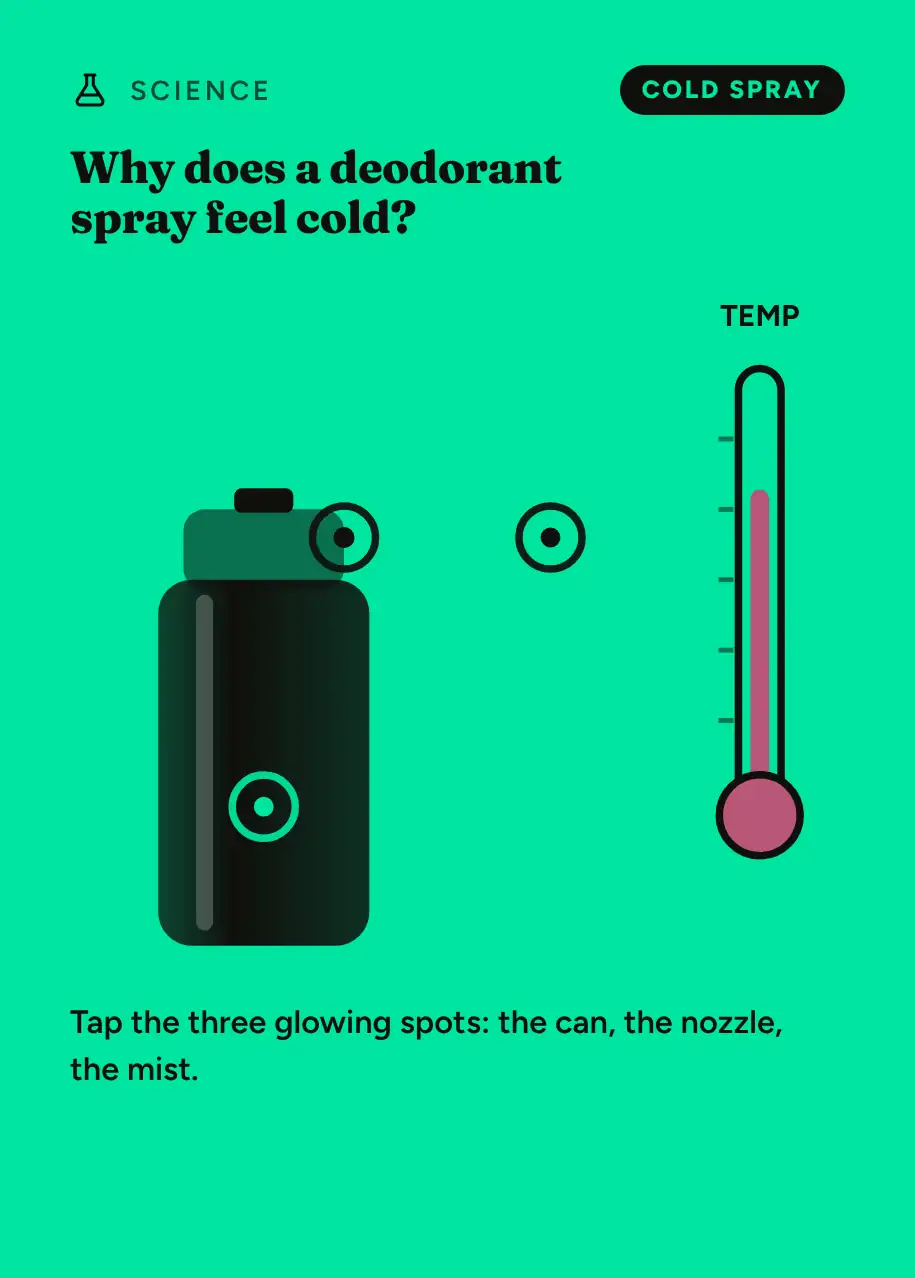 SCIENCE
COLD SPRAY
Why does a deodorant
spray feel cold?
TEMP
Tap the three glowing spots: the can, the nozzle,
the mist.